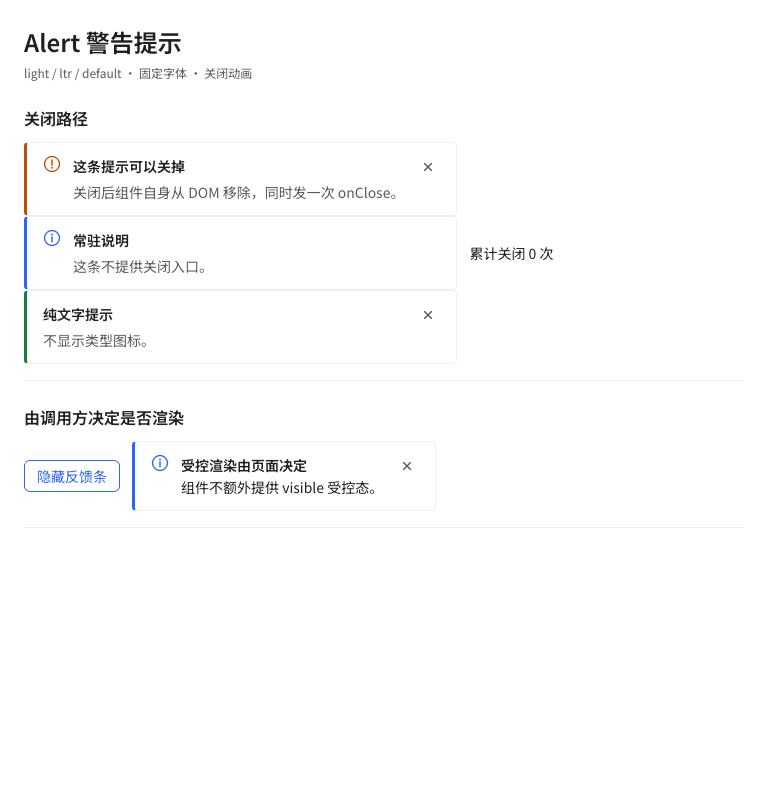 Alert 警告提示
light / ltr / default · 固定字体 · 关闭动画
关闭路径
这条提示可以关掉
关闭后组件自身从 DOM 移除，同时发一次 onClose。
常驻说明
这条不提供关闭入口。
累计关闭 0 次
纯文字提示
不显示类型图标。
由调用方决定是否渲染
隐藏反馈条
受控渲染由页面决定
组件不额外提供 visible 受控态。